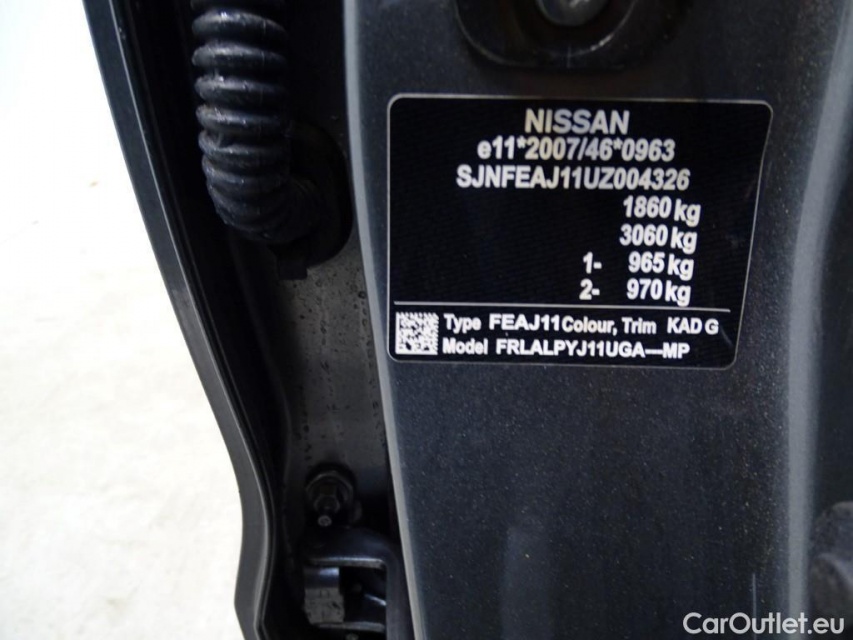 NISSAN
e11*2007/46*0963
SJNFEAJ11UZ004326
1860 kg
3060 kg
1- 965 kg
2- 970 kg
Type FEAJ11 Colour, Trim KAD G
Model FRLALPYJ11UGA—MP
CarOutlet.eu